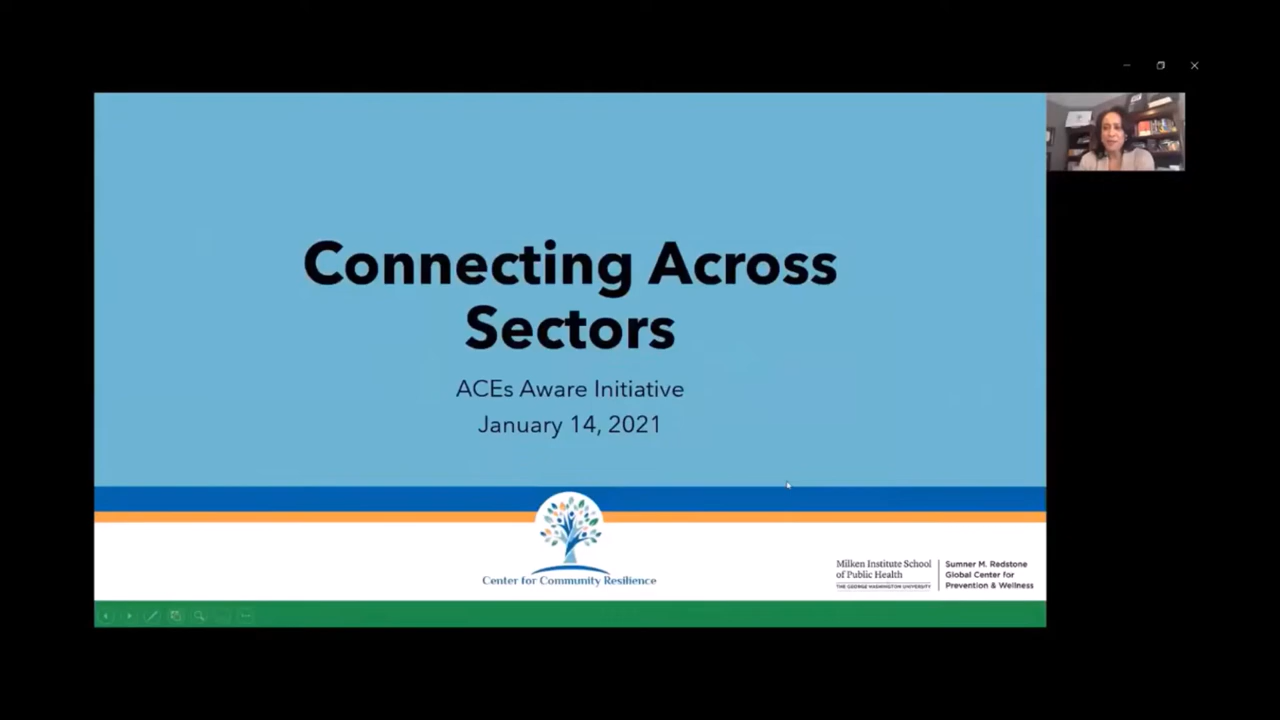 Connecting Across
Sectors
ACEs Aware Initiative
January 14, 2021
Center for Community Resilience
Milken Institute School
of Public Health
THE GEORGE WASHINGTON UNIVERSITY
Sumner M. Redstone
Global Center for
Prevention & Wellness